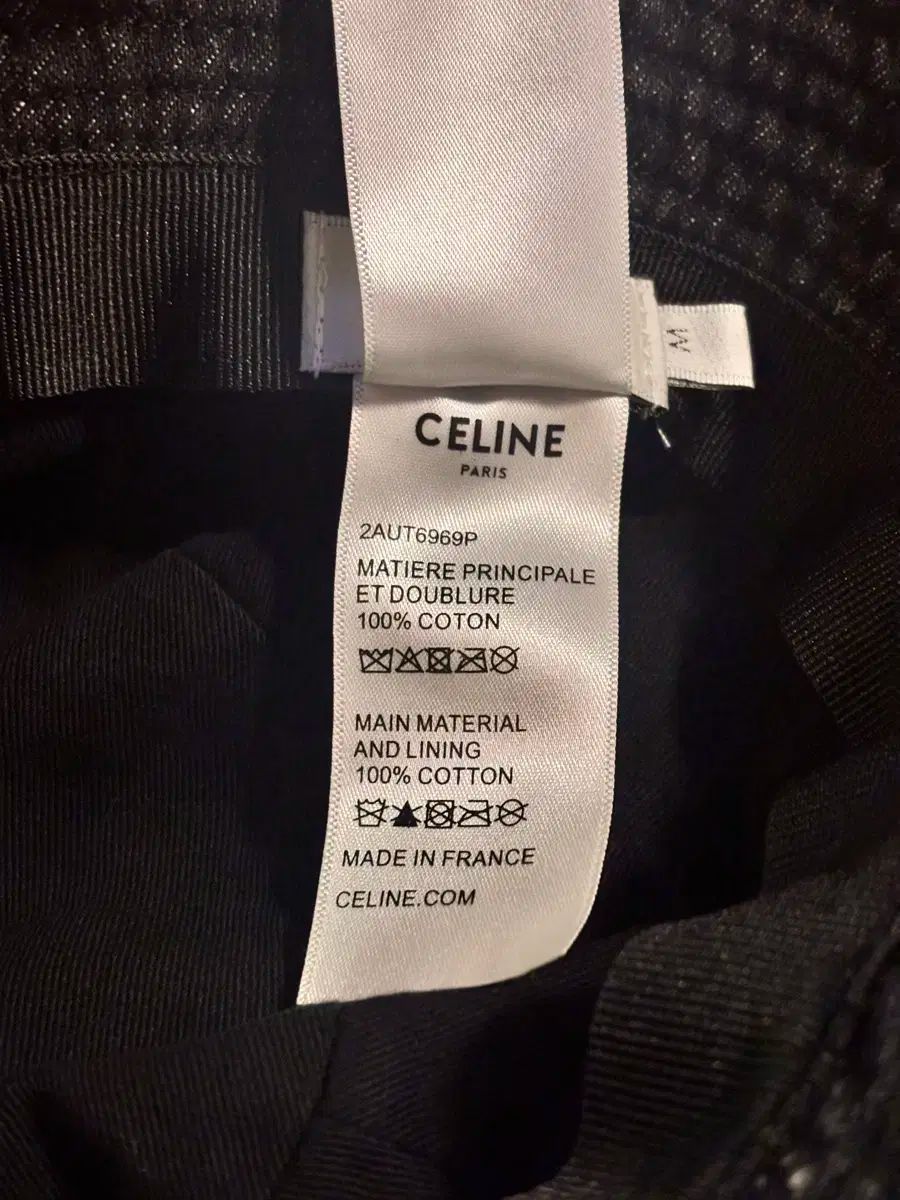 M
CELINE
PARIS
2AUT6969P
MATIERE PRINCIPALE
ET DOUBLURE
100% COTON
MAIN MATERIAL
AND LINING
100% COTTON
MADE IN FRANCE
CELINE.COM